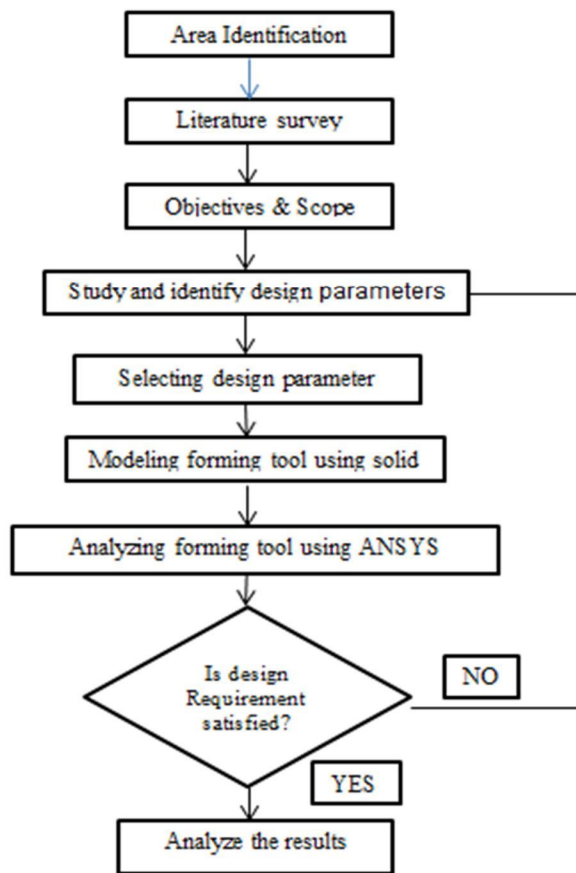 Area Identification
Literature survey
Objectives & Scope
Study and identify design parameters
Selecting design parameter
Modeling forming tool using solid
Analyzing forming tool using ANSYS
Is design
Requirement
satisfied?
NO
YES
Analyze the results